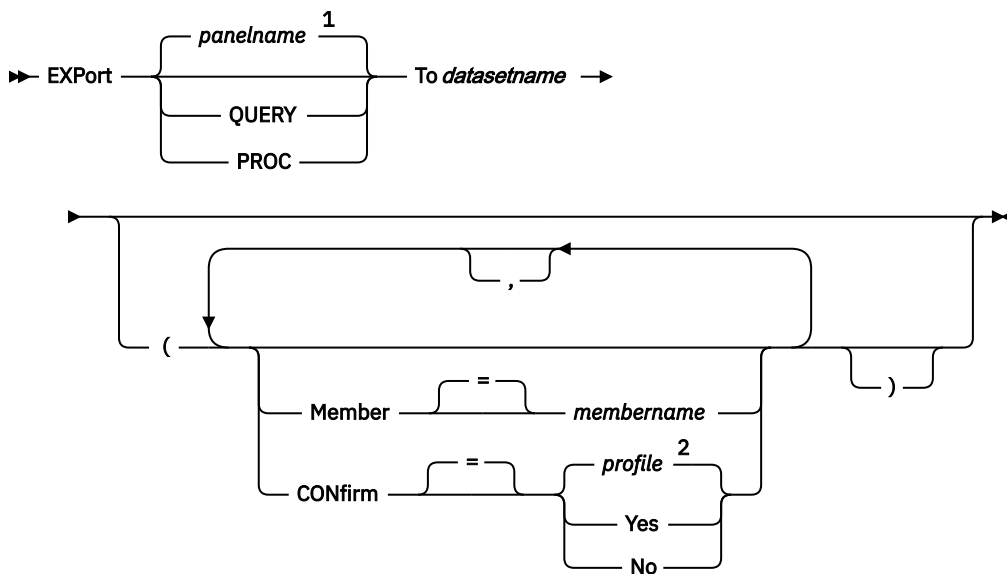 1
panelname
EXPort To datasetname
QUERY
PROC
,
(
)
=
Member membername
2
= profile
CONfirm
Yes
No